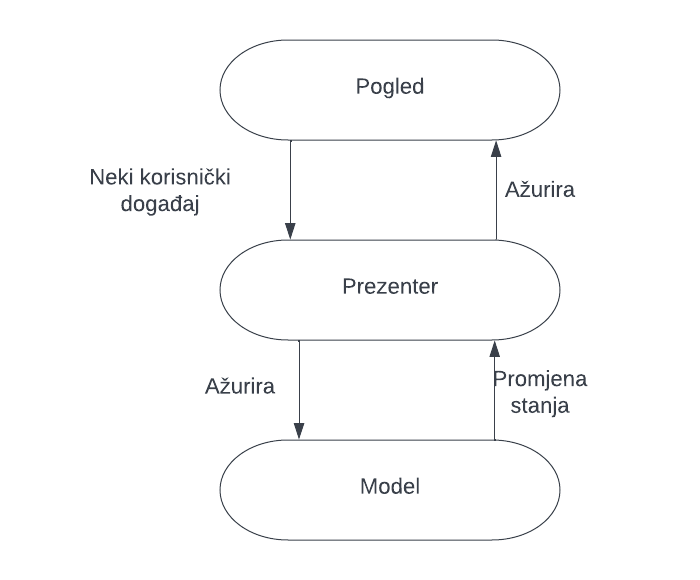 Pogled
Neki korisnički
događaj
Ažurira
Prezenter
Ažurira
Promjena
stanja
Model